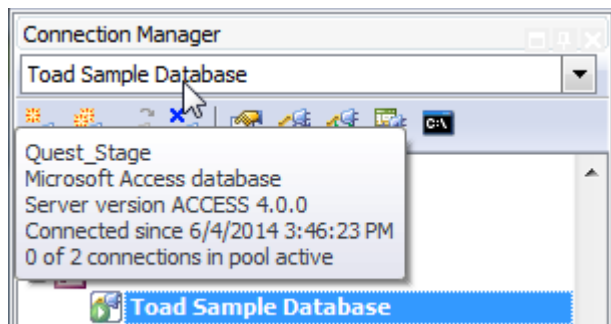 Connection Manager
Toad Sample Database
C:\
Quest_Stage
Microsoft Access database
Server version ACCESS 4.0.0
Connected since 6/4/2014 3:46:23 PM
0 of 2 connections in pool active
Toad Sample Database